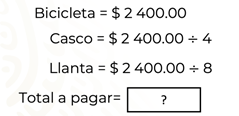 Bicicleta = $ 2 400.00
Casco = $ 2 400.00 ÷ 4
Llanta = $ 2 400.00 ÷ 8
Total a pagar= ?